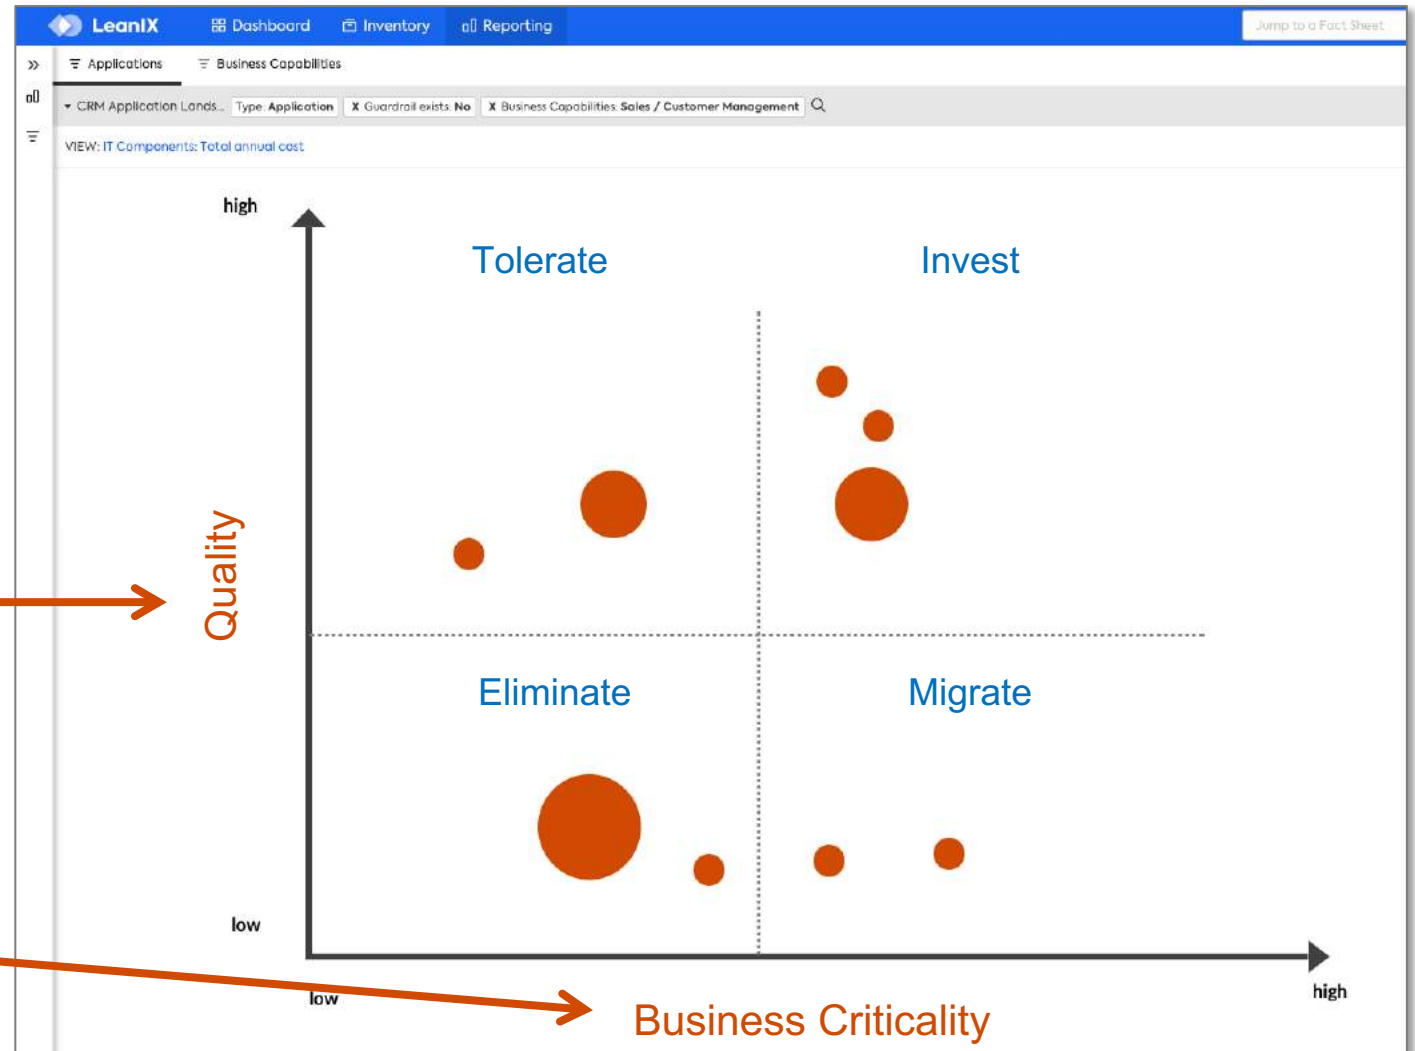 LeanIX Dashboard Inventory Reporting Jump to a Fact Sheet
Applications Business Capabilities
CRM Application Lands... Type: Application X Guardrail exists: No X Business Capabilities: Sales / Customer Management
VIEW: IT Components: Total annual cost
high
Tolerate Invest
Quality
Eliminate Migrate
low
low
high
Business Criticality